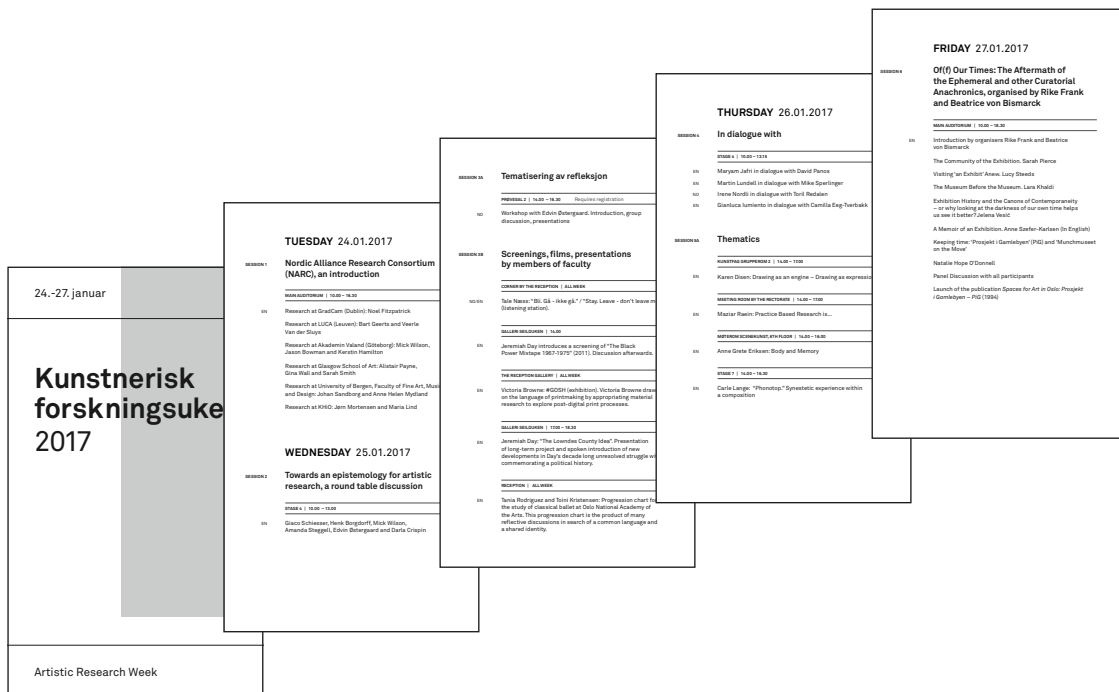 24.-27. januar
Kunstnerisk
forskningsuke
2017
Artistic Research Week
TUESDAY 24.01.2017
SESSION 1
Nordic Alliance Research Consortium
(NARC), an introduction
MAIN AUDITORIUM | 10.00 – 16.30
EN
Research at GradCam (Dublin): Noel Fitzpatrick
Research at LUCA (Leuven): Bart Geerts and Veerle
Van der Sluys
Research at Akademin Valand (Göteborg): Mick Wilson,
Jason Bowman and Kerstin Hamilton
Research at Glasgow School of Art: Alistair Payne,
Gina Wall and Sarah Smith
Research at University of Bergen, Faculty of Fine Art, Musi
and Design: Johan Sandborg and Anne Helen Mydland
Research at KHiO: Jørn Mortensen and Maria Lind
WEDNESDAY 25.01.2017
SESSION 2
Towards an epistemology for artistic
research, a round table discussion
STAGE 4 | 10.00 – 13.00
EN
Giaco Schiesser, Henk Borgdorff, Mick Wilson,
Amanda Steggell, Edvin Østergaard and Darla Crispin
SESSION 3A
Tematisering av refleksjon
PRØVESAL 2 | 14.00 – 16.30 Requires registration
NO
Workshop with Edvin Østergaard. Introduction, group
discussion, presentations
SESSION 3B
Screenings, films, presentations
by members of faculty
CORNER BY THE RECEPTION | ALL WEEK
NO/EN
Tale Næss: "Bli. Gå - ikke gå." / "Stay. Leave - don't leave m
(listening station).
GALLERI SEILDUKEN | 14.00
EN
Jeremiah Day introduces a screening of "The Black
Power Mixtape 1967-1975" (2011). Discussion afterwards.
THE RECEPTION GALLERY | ALL WEEK
EN
Victoria Browne: #GOSH (exhibition). Victoria Browne draw
on the language of printmaking by appropriating material
research to explore post-digital print processes.
GALLERI SEILDUKEN | 17.00 – 18.30
EN
Jeremiah Day: "The Lowndes County Idea". Presentation
of long-term project and spoken introduction of new
developments in Day's decade long unresolved struggle wi
commemorating a political history.
RECEPTION | ALL WEEK
EN
Tania Rodriguez and Toini Kristensen: Progression chart fo
the study of classical ballet at Oslo National Academy of
the Arts. This progression chart is the product of many
reflective discussions in search of a common language and
a shared identity.
THURSDAY 26.01.2017
SESSION 4
In dialogue with
STAGE 4 | 10.00 – 13.15
EN
Maryam Jafri in dialogue with David Panos
EN
Martin Lundell in dialogue with Mike Sperlinger
NO
Irene Nordli in dialogue with Toril Redalen
EN
Gianluca Iumiento in dialogue with Camilla Eeg-Tverbakk
SESSION 5A
Thematics
KUNSTFAG GRUPPEROM 2 | 14.00 – 17.00
EN
Karen Disen: Drawing as an engine – Drawing as expressio
MEETING ROOM BY THE RECTORATE | 14.00 – 17.00
EN
Maziar Raein: Practice Based Research is...
MØTEROM SCENEKUNST, 6TH FLOOR | 14.00 – 16.30
EN
Anne Grete Eriksen: Body and Memory
STAGE 7 | 14.00 – 16.30
EN
Carle Lange: "Phonotop." Synestetic experience within
a composition
FRIDAY 27.01.2017
SESSION 6
Of(f) Our Times: The Aftermath of
the Ephemeral and other Curatorial
Anachronics, organised by Rike Frank
and Beatrice von Bismarck
MAIN AUDITORIUM | 10.00 – 16.30
EN
Introduction by organisers Rike Frank and Beatrice
von Bismarck
The Community of the Exhibition. Sarah Pierce
Visiting 'an Exhibit' Anew. Lucy Steeds
The Museum Before the Museum. Lara Khaldi
Exhibition History and the Canons of Contemporaneity
– or why looking at the darkness of our own time helps
us see it better? Jelena Vesić
A Memoir of an Exhibition. Anne Szefer-Karlsen (In English)
Keeping time: 'Prosjekt i Gamlebyen' (PiG) and 'Munchmuseet
on the Move'
Natalie Hope O'Donnell
Panel Discussion with all participants
Launch of the publication Spaces for Art in Oslo: Prosjekt
i Gamlebyen – PiG (1994)